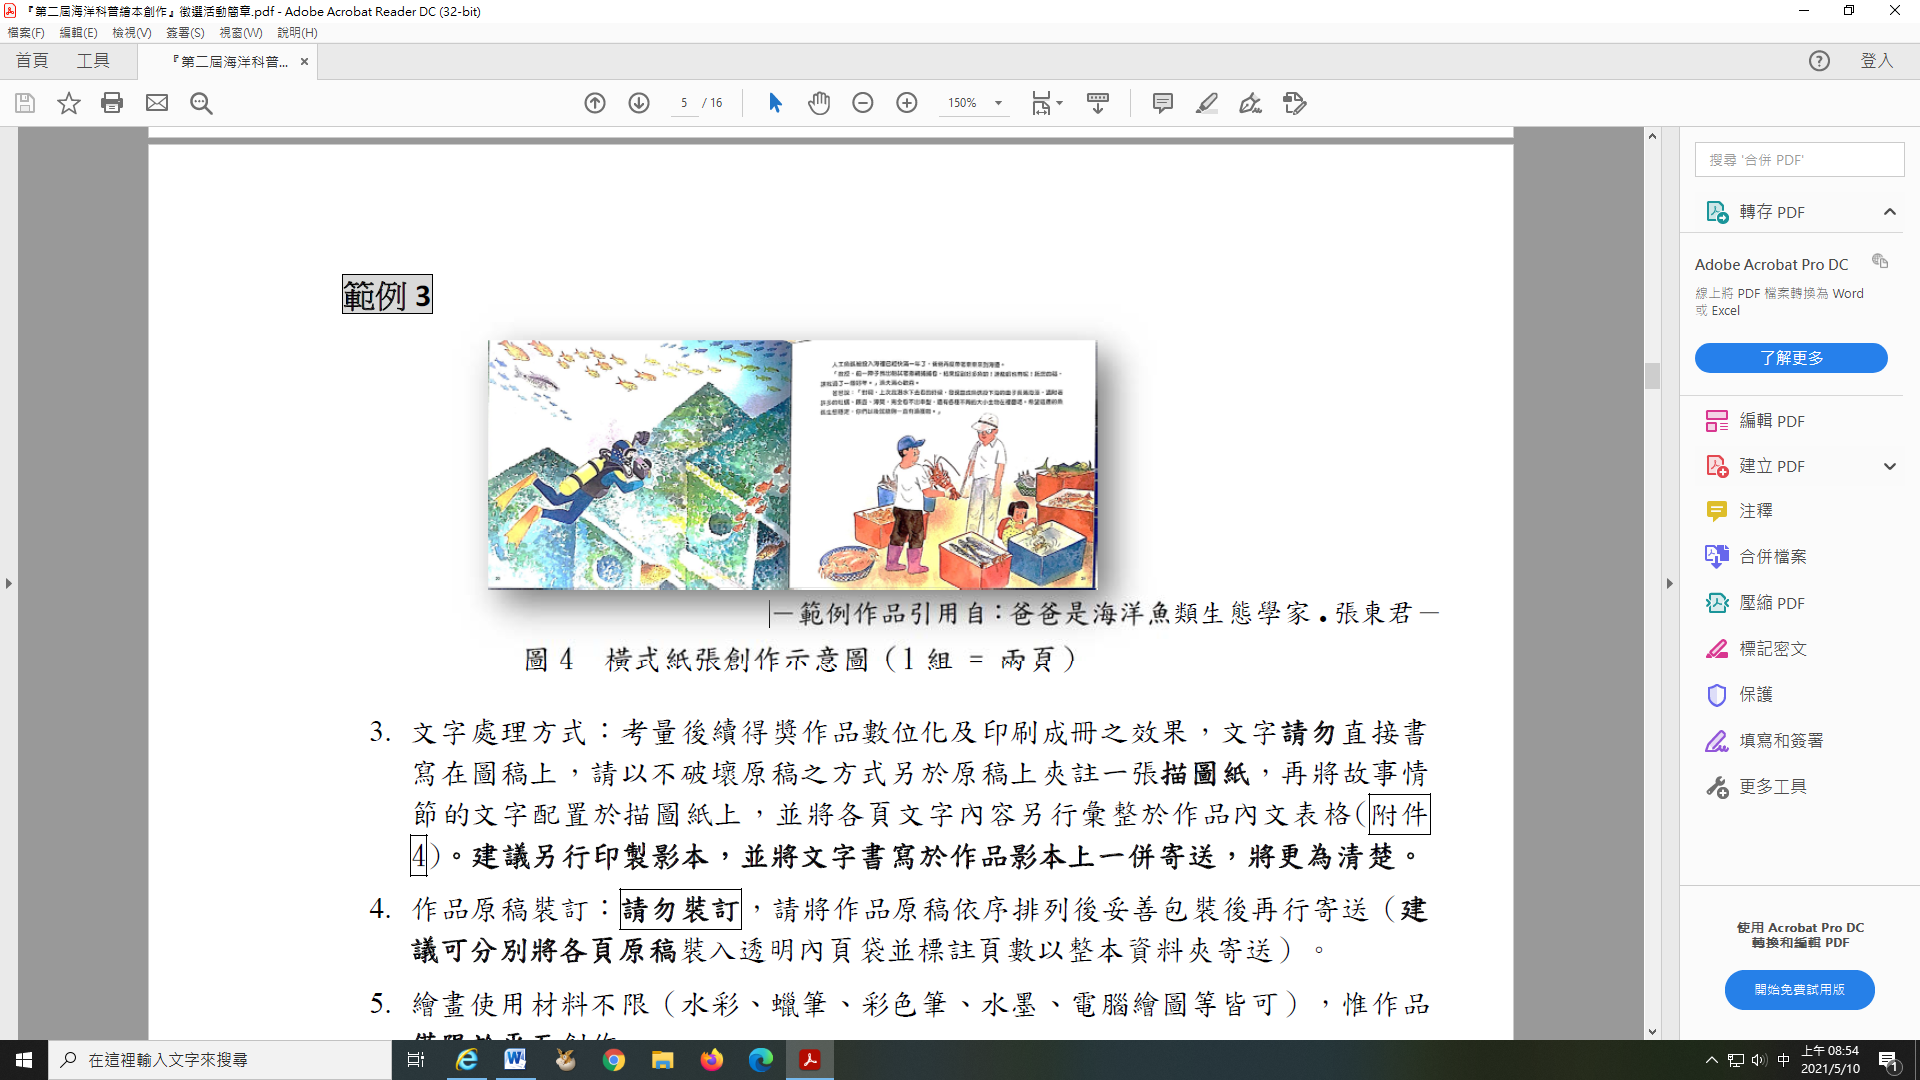 『第二屆海洋科普繪本創作』徵選活動簡章.pdf - Adobe Acrobat Reader DC (32-bit)
檔案(F) 編輯(E) 檢視(V) 簽署(S) 視窗(W) 說明(H)
首頁 工具 『第二屆海洋科普... × 登入
5 / 16 150%
範例 3
－範例作品引用自：爸爸是海洋魚類生態學家．張東君－
圖 4 橫式紙張創作示意圖（1 組 = 兩頁）
3. 文字處理方式：考量後續得獎作品數位化及印刷成冊之效果，文字請勿直接書
寫在圖稿上，請以不破壞原稿之方式另於原稿上夾註一張描圖紙，再將故事情
節的文字配置於描圖紙上，並將各頁文字內容另行彙整於作品內文表格(附件
4)。建議另行印製影本，並將文字書寫於作品影本上一併寄送，將更為清楚。
4. 作品原稿裝訂：請勿裝訂，請將作品原稿依序排列後妥善包裝後再行寄送（建
議可分別將各頁原稿裝入透明內頁袋並標註頁數以整本資料夾寄送）。
5. 繪畫使用材料不限（水彩、蠟筆、彩色筆、水墨、電腦繪圖等皆可），惟作品
搜尋 '合併 PDF'
轉存 PDF
Adobe Acrobat Pro DC
線上將 PDF 檔案轉換為 Word
或 Excel
了解更多
編輯 PDF
建立 PDF
注釋
合併檔案
壓縮 PDF
標記密文
保護
填寫和簽署
更多工具
使用 Acrobat Pro DC
轉換和編輯 PDF
開始免費試用版
在這裡輸入文字來搜尋
中
上午 08:54
2021/5/10
1